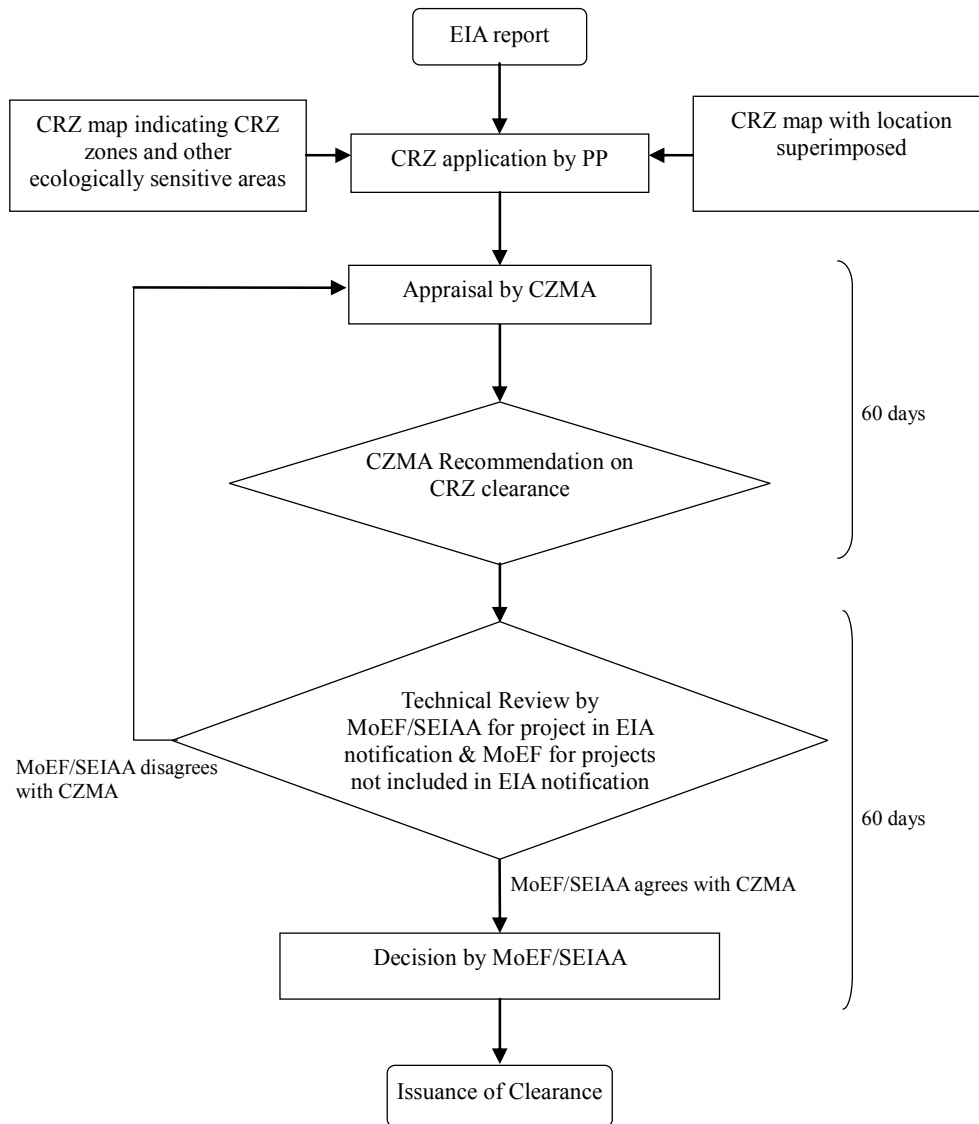 EIA report
CRZ map indicating CRZ
zones and other
ecologically sensitive areas
CRZ application by PP
CRZ map with location
superimposed
Appraisal by CZMA
60 days
CZMA Recommendation on
CRZ clearance
Technical Review by
MoEF/SEIAA for project in EIA
notification & MoEF for projects
not included in EIA notification
MoEF/SEIAA disagrees
with CZMA
60 days
MoEF/SEIAA agrees with CZMA
Decision by MoEF/SEIAA
Issuance of Clearance